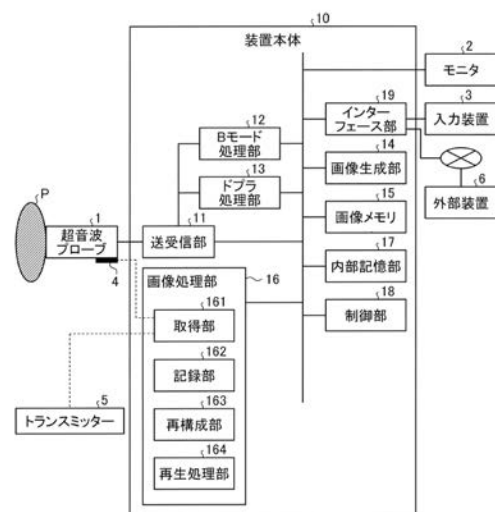 10
装置本体
2
モニタ
19
インター
フェース部
3
入力装置
12
Bモード
処理部
14
画像生成部
13
ドプラ
処理部
6
外部装置
P
1
超音波
プローブ
4
11
送受信部
15
画像メモリ
16
画像処理部
17
内部記憶部
161
取得部
18
制御部
162
記録部
5
トランスミッター
163
再構成部
164
再生処理部